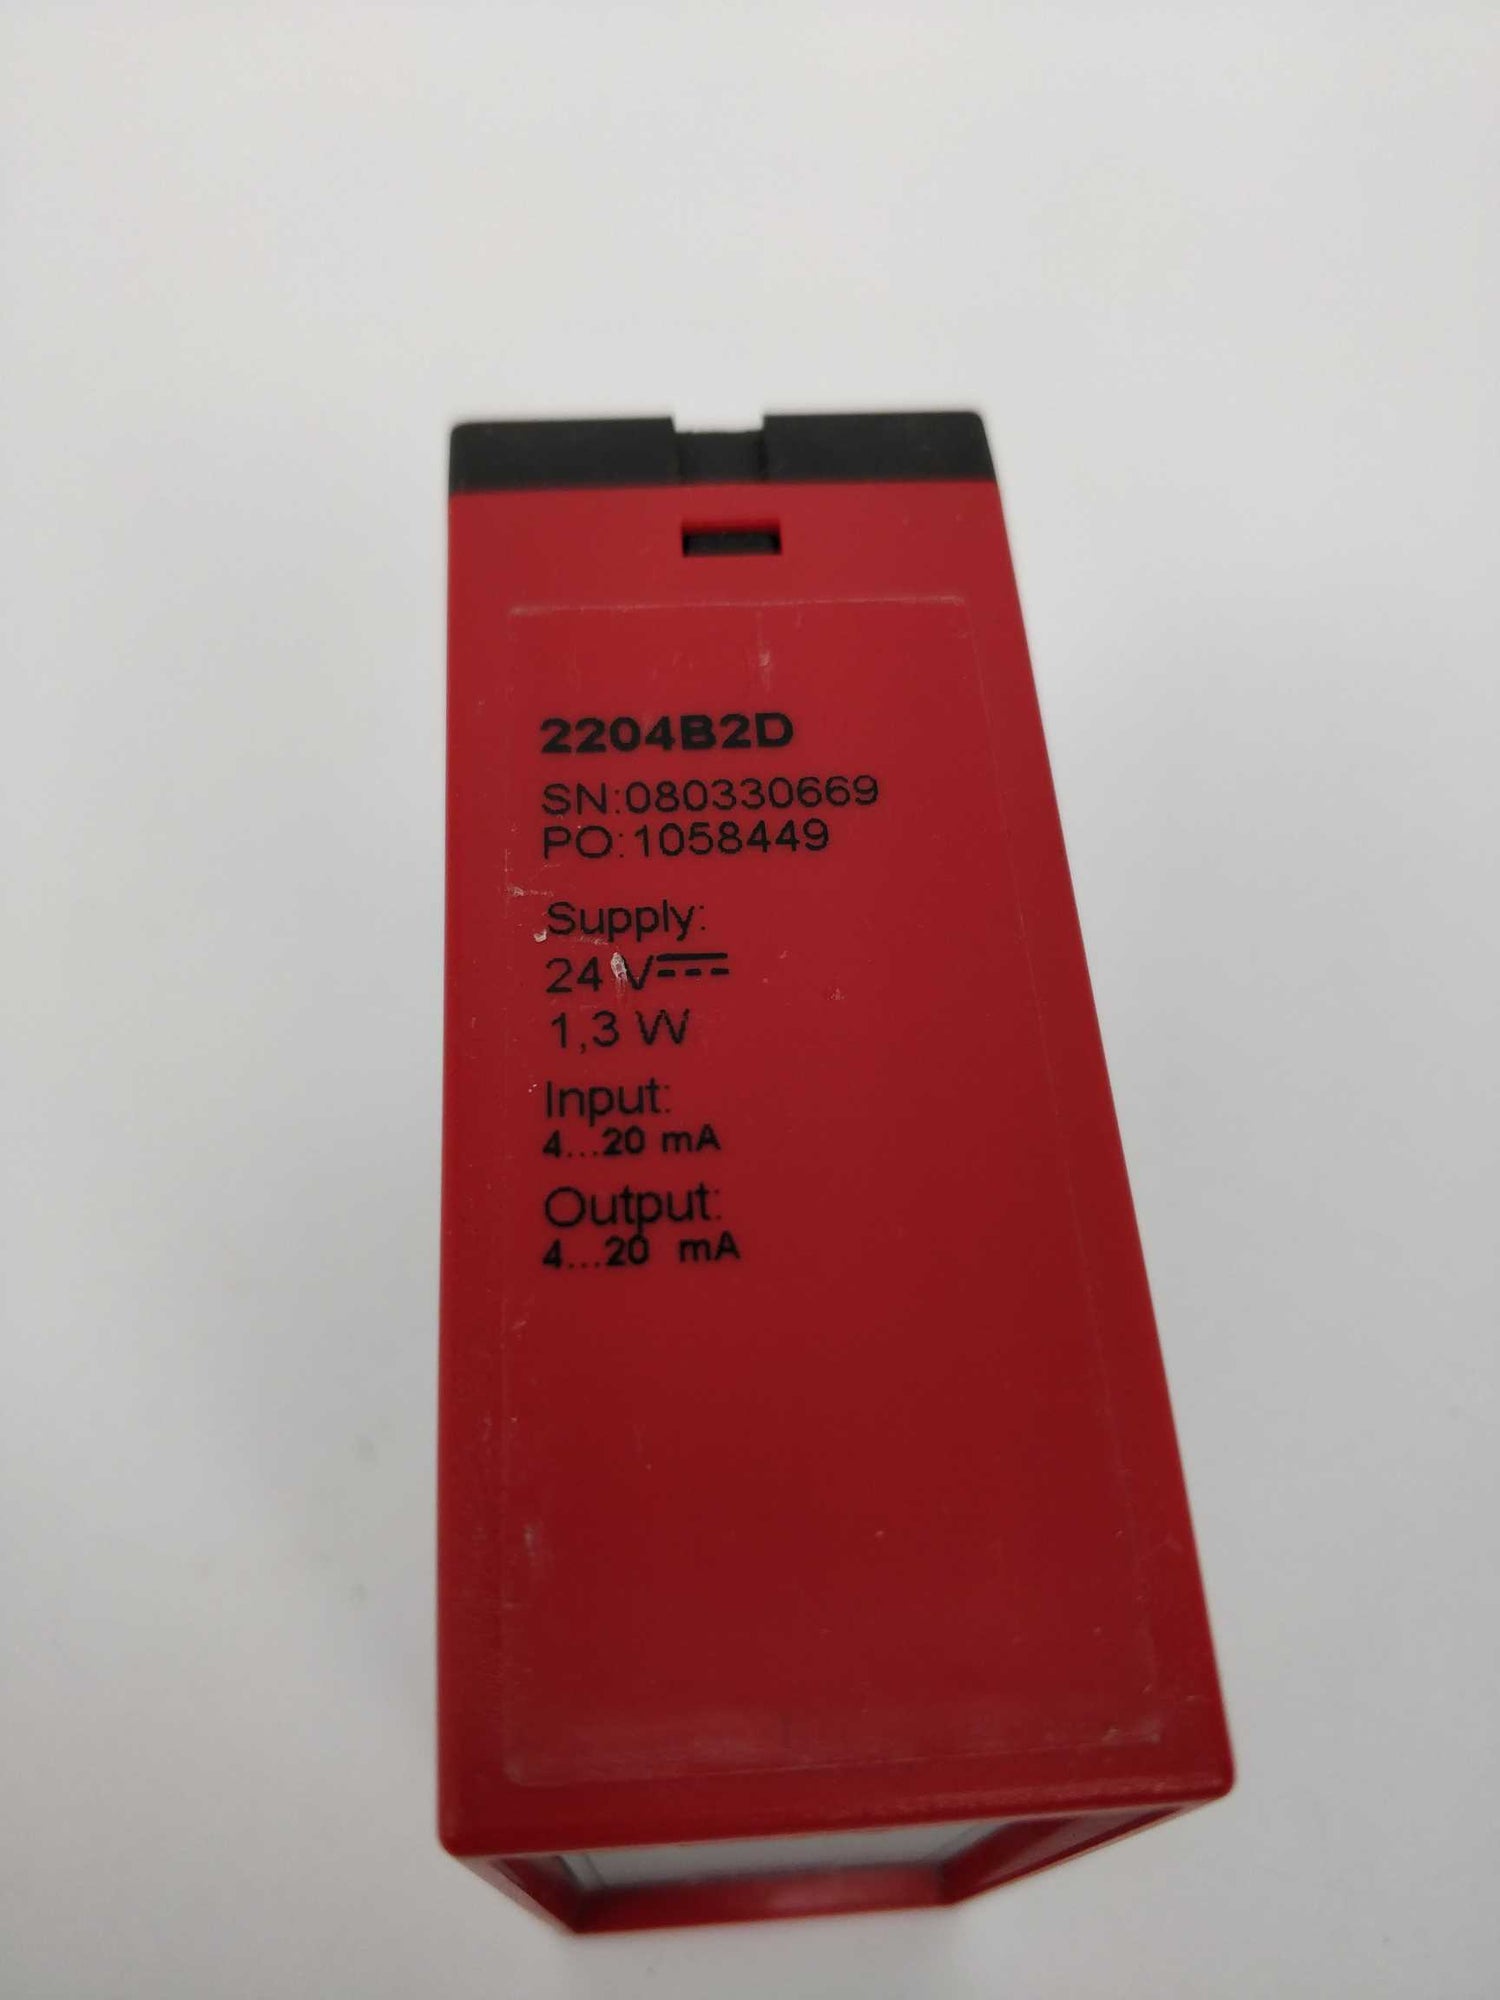 2204B2D
SN:080330669
PO:1058449
Supply:
24 V⎓
1,3 W
Input:
4...20 mA
Output:
4...20 mA